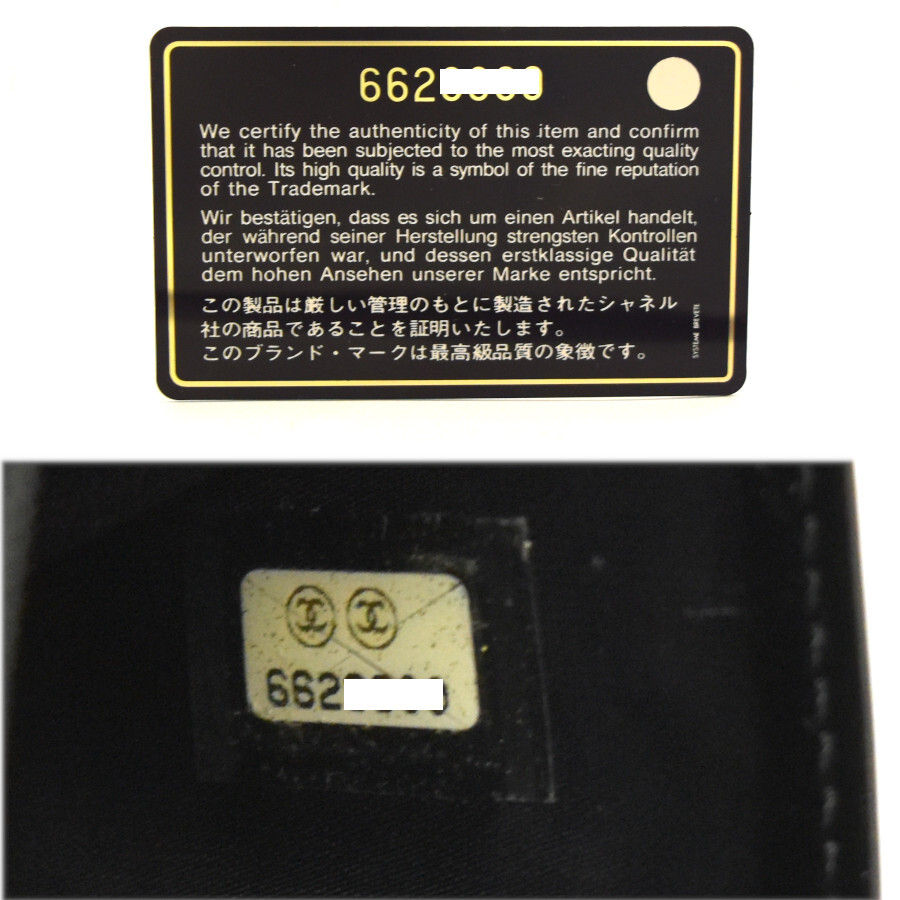 662
We certify the authenticity of this item and confirm
that it has been subjected to the most exacting quality
control. Its high quality is a symbol of the fine reputation
of the Trademark.
Wir bestätigen, dass es sich um einen Artikel handelt,
der während seiner Herstellung strengsten Kontrollen
unterworfen war, und dessen erstklassige Qualität
dem hohen Ansehen unserer Marke entspricht.
この製品は厳しい管理のもとに製造されたシャネル
社の商品であることを証明いたします。
このブランド・マークは最高級品質の象徴です。
SYSTEME BREVETE
662